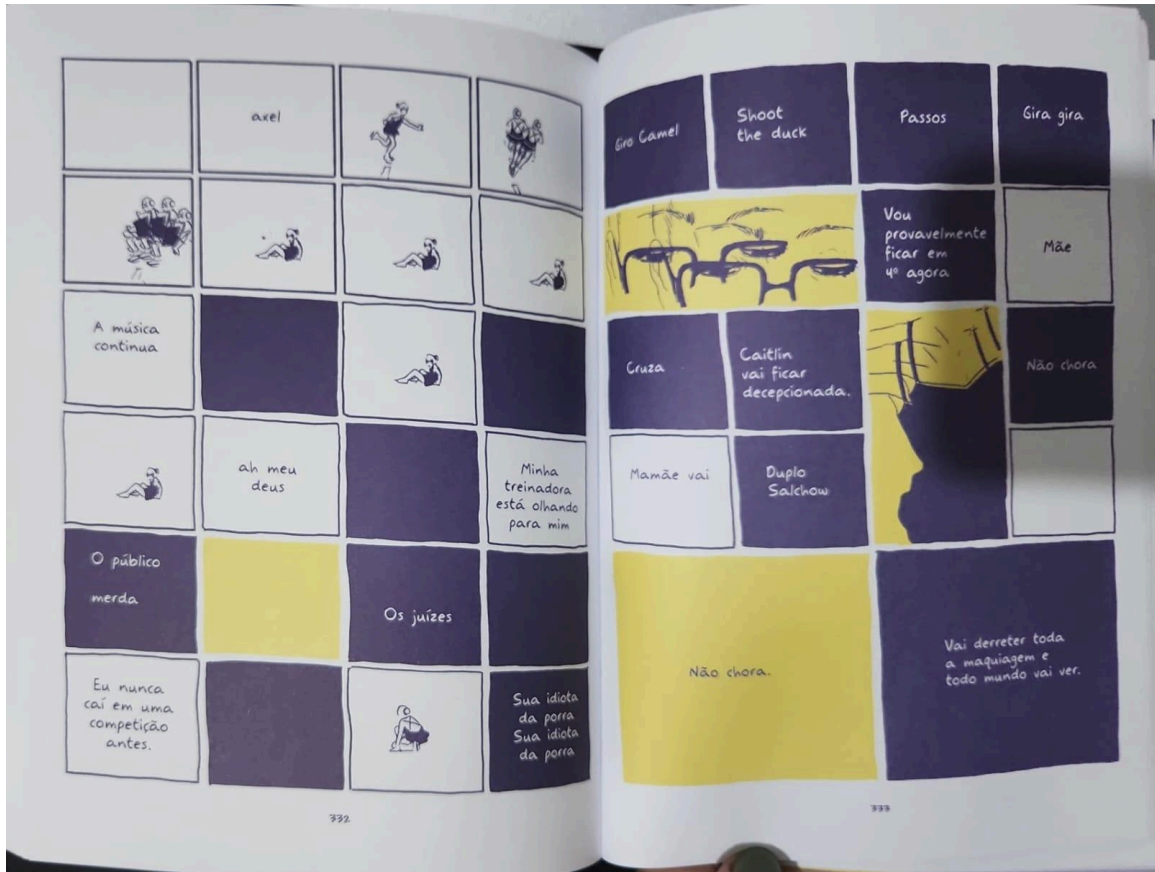 axel
A música
continua
ah meu
deus
Minha
treinadora
está olhando
para mim
O público
merda
Os juízes
Eu nunca
caí em uma
competição
antes.
Sua idiota
da porra
Sua idiota
da porra
332
Giro Camel
Shoot
the duck
Passos
Gira gira
Vou
provavelmente
ficar em
4º agora
Mãe
Cruza
Caitlin
vai ficar
decepcionada.
Não chora
Mamãe vai
Duplo
Salchow
Não chora.
Vai derreter toda
a maquiagem e
todo mundo vai ver.
333